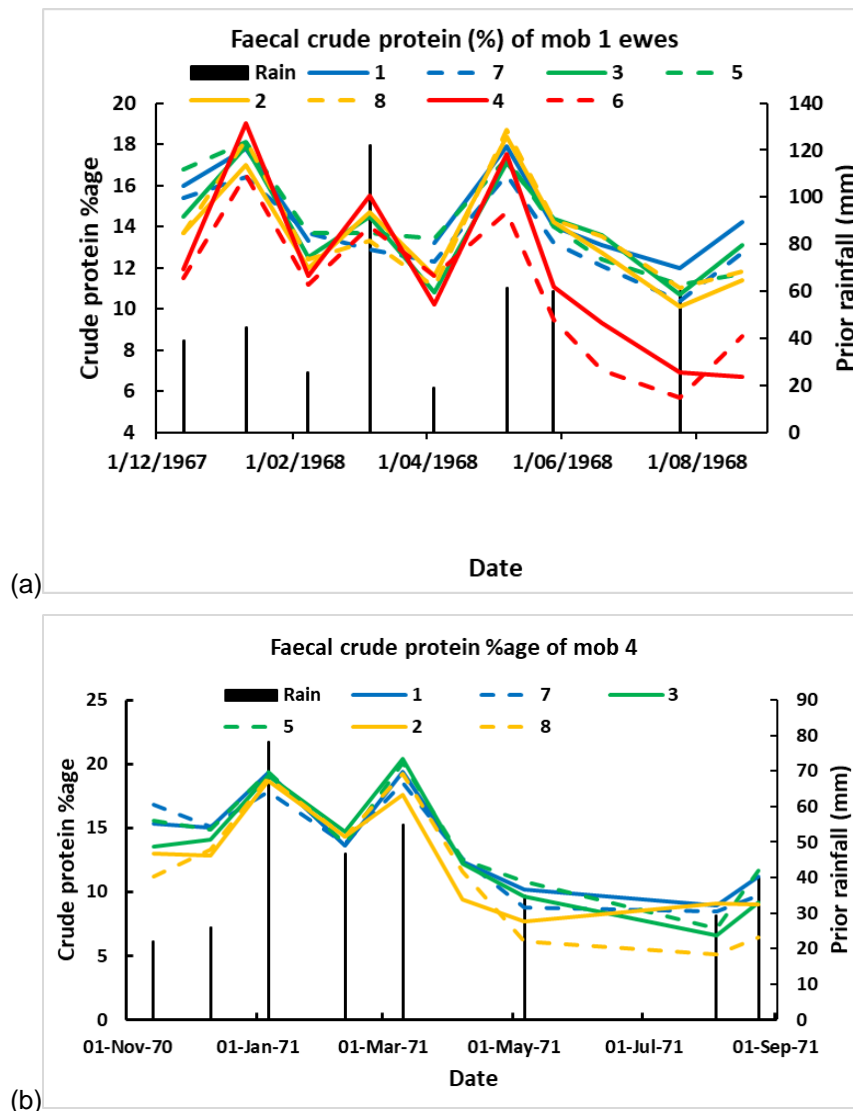 Faecal crude protein (%) of mob 1 ewes
Rain 1 7 3 5
2 8 4 6
Crude protein %age
20
18
16
14
12
10
8
6
4
Prior rainfall (mm)
140
120
100
80
60
40
20
0
1/12/1967 1/02/1968 1/04/1968 1/06/1968 1/08/1968
Date
(a)
Faecal crude protein %age of mob 4
Rain 1 7 3
5 2 8
Crude protein %age
25
20
15
10
5
0
Prior rainfall (mm)
90
80
70
60
50
40
30
20
10
0
01-Nov-70 01-Jan-71 01-Mar-71 01-May-71 01-Jul-71 01-Sep-71
Date
(b)